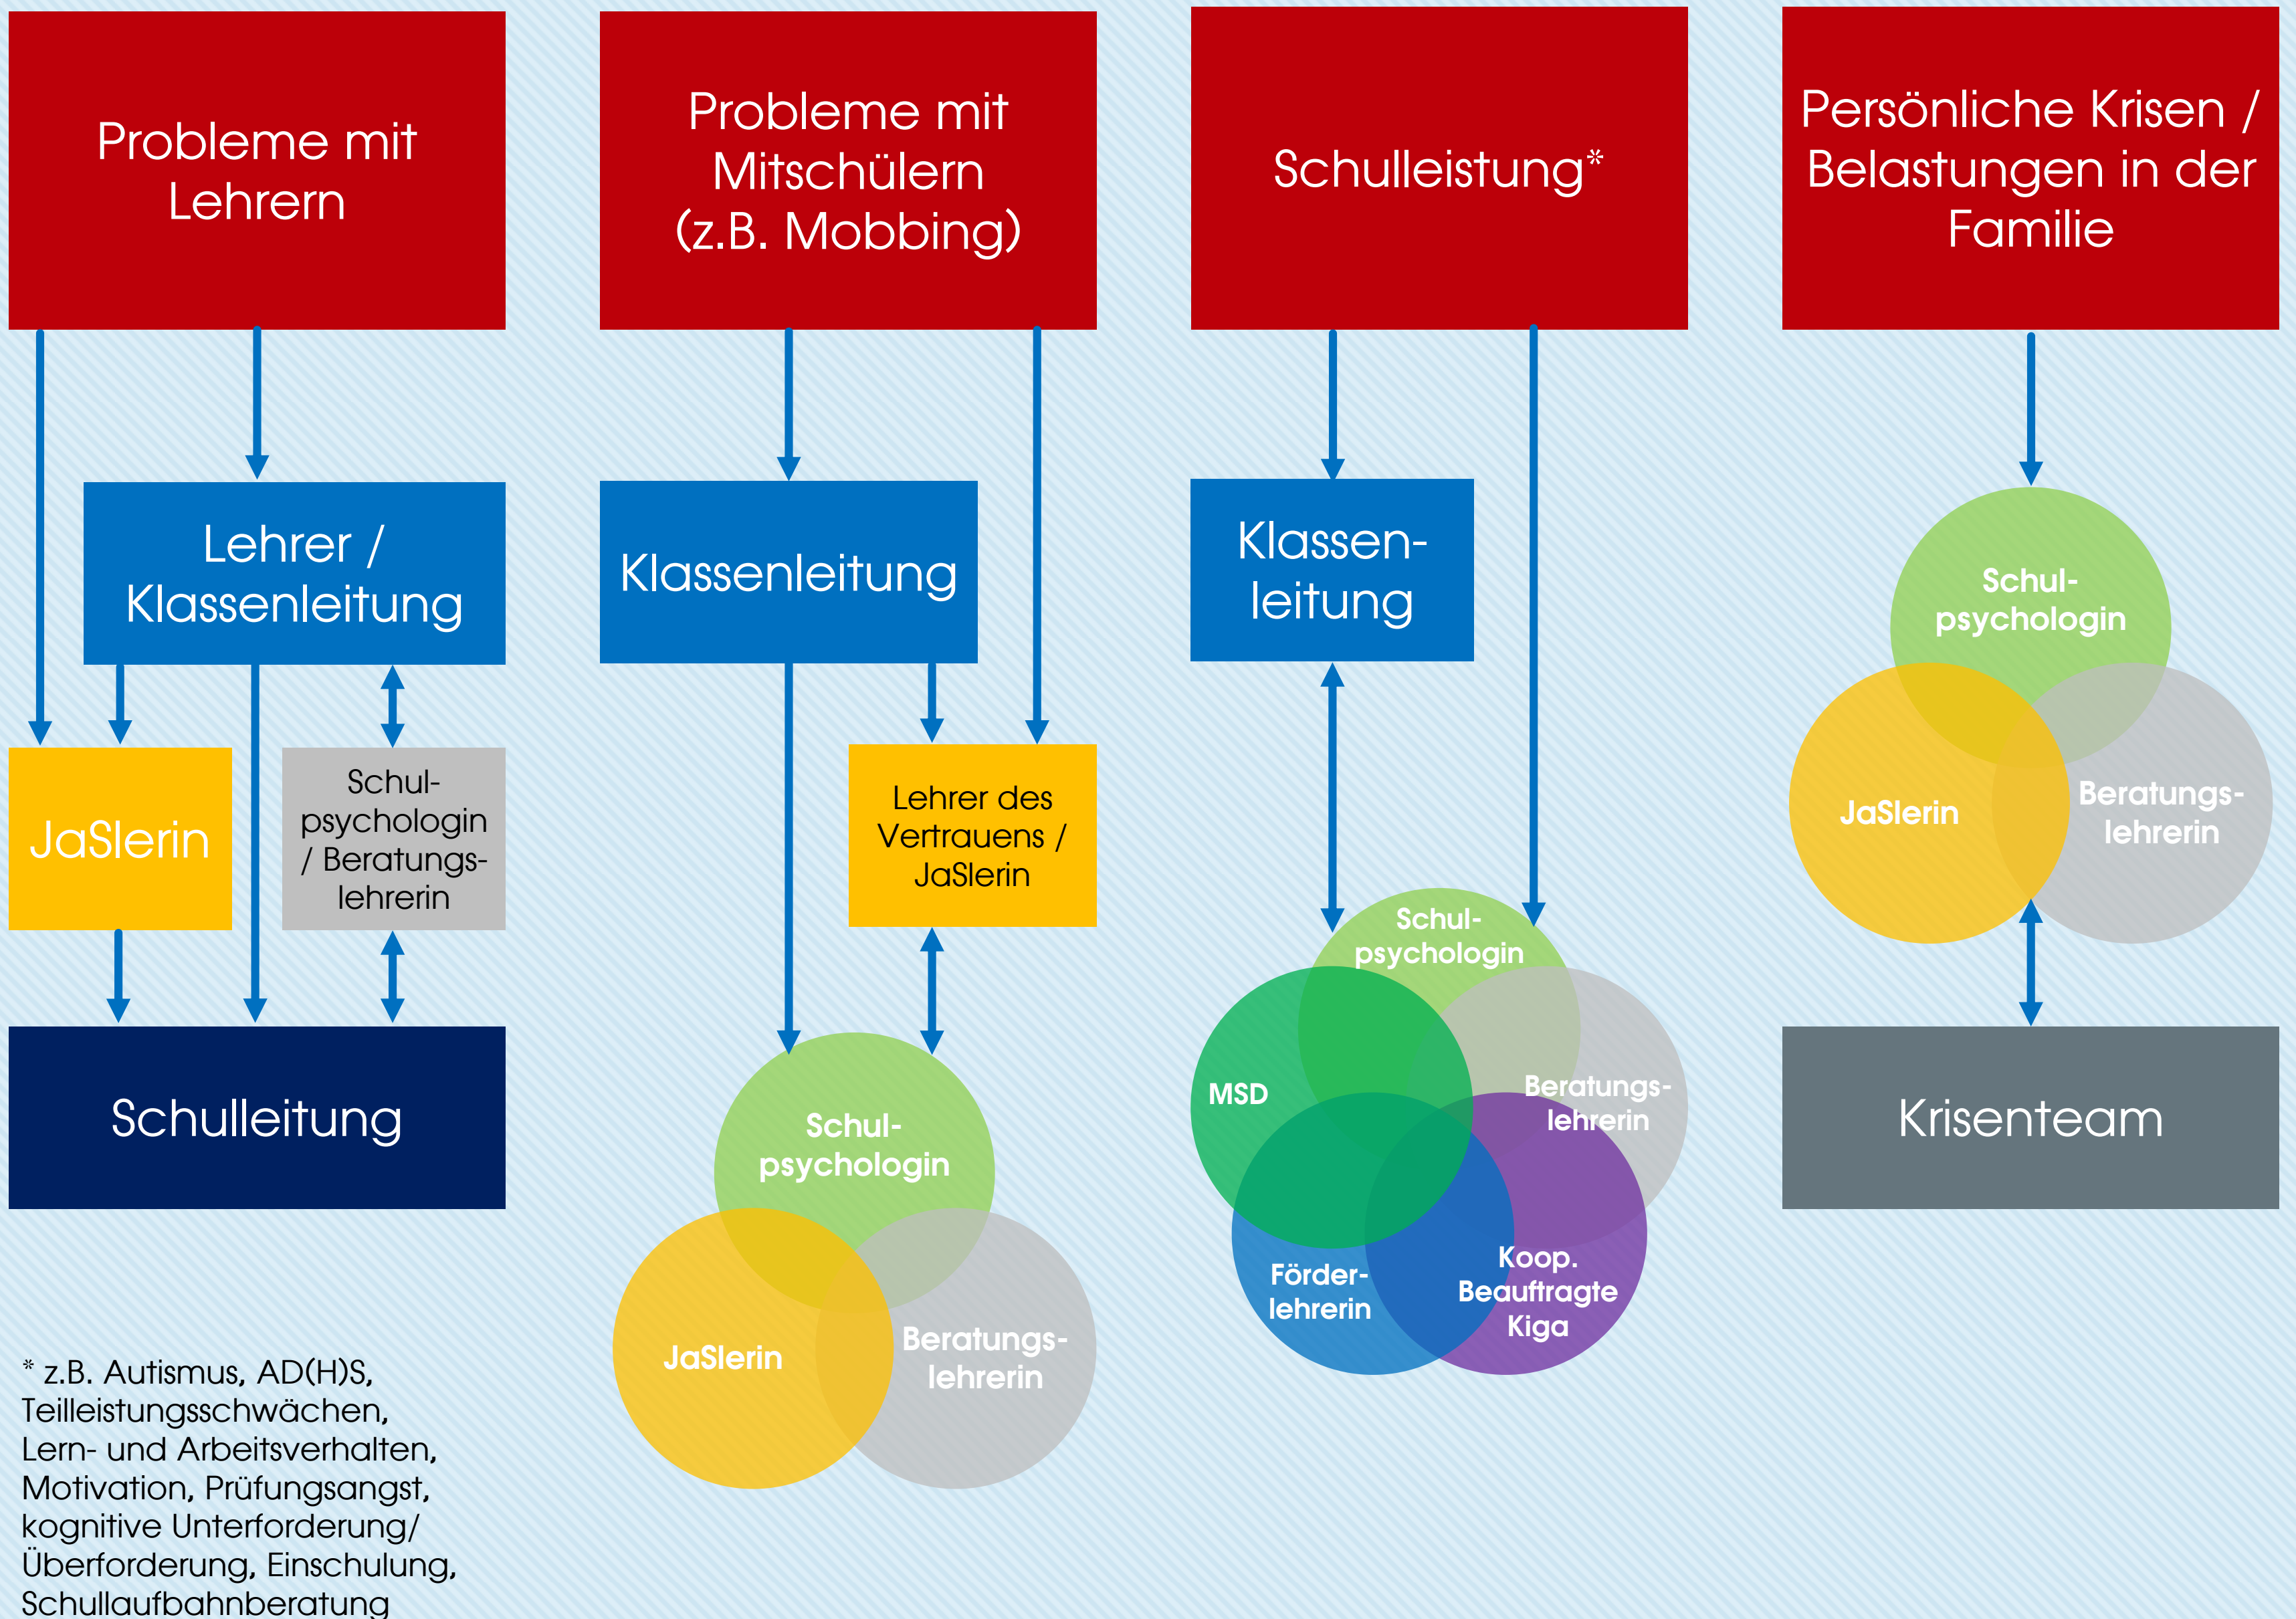 Probleme mit
Lehrern
Probleme mit
Mitschülern
(z.B. Mobbing)
Schulleistung*
Persönliche Krisen /
Belastungen in der
Familie
Lehrer /
Klassenleitung
Klassenleitung
Klassen-
leitung
Schul-
psychologin
JaSlerin
Beratungs-
lehrerin
JaSlerin
Schul-
psychologin
/ Beratungs-
lehrerin
Lehrer des
Vertrauens /
JaSlerin
Schul-
psychologin
MSD
Beratungs-
lehrerin
Förder-
lehrerin
Koop.
Beauftragte
Kiga
Schulleitung
Schul-
psychologin
JaSlerin
Beratungs-
lehrerin
Krisenteam
* z.B. Autismus, AD(H)S,
Teilleistungsschwächen,
Lern- und Arbeitsverhalten,
Motivation, Prüfungsangst,
kognitive Unterforderung/
Überforderung, Einschulung,
Schullaufbahnberatung